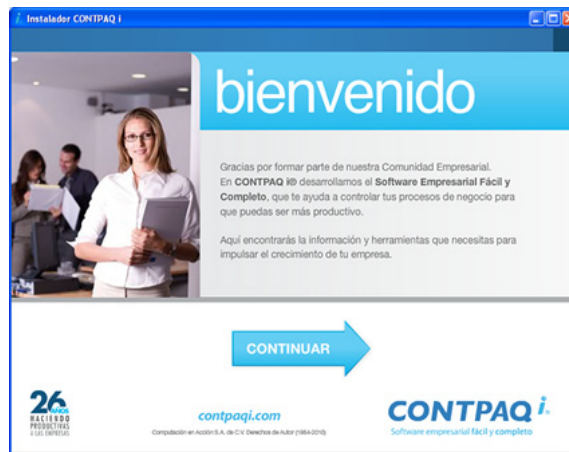 Instalador CONTPAQ i
bienvenido
Gracias por formar parte de nuestra Comunidad Empresarial.
En CONTPAQ i® desarrollamos el Software Empresarial Fácil y
Completo, que te ayuda a controlar tus procesos de negocio para
que puedas ser más productivo.
Aquí encontrarás la información y herramientas que necesitas para
impulsar el crecimiento de tu empresa.
CONTINUAR
26 AÑOS
HACIENDO
PRODUCTIVAS
A LAS EMPRESAS
contpaqi.com
Computación en Acción S.A. de C.V. Derechos de Autor (1984-2010)
CONTPAQ i®
Software empresarial fácil y completo